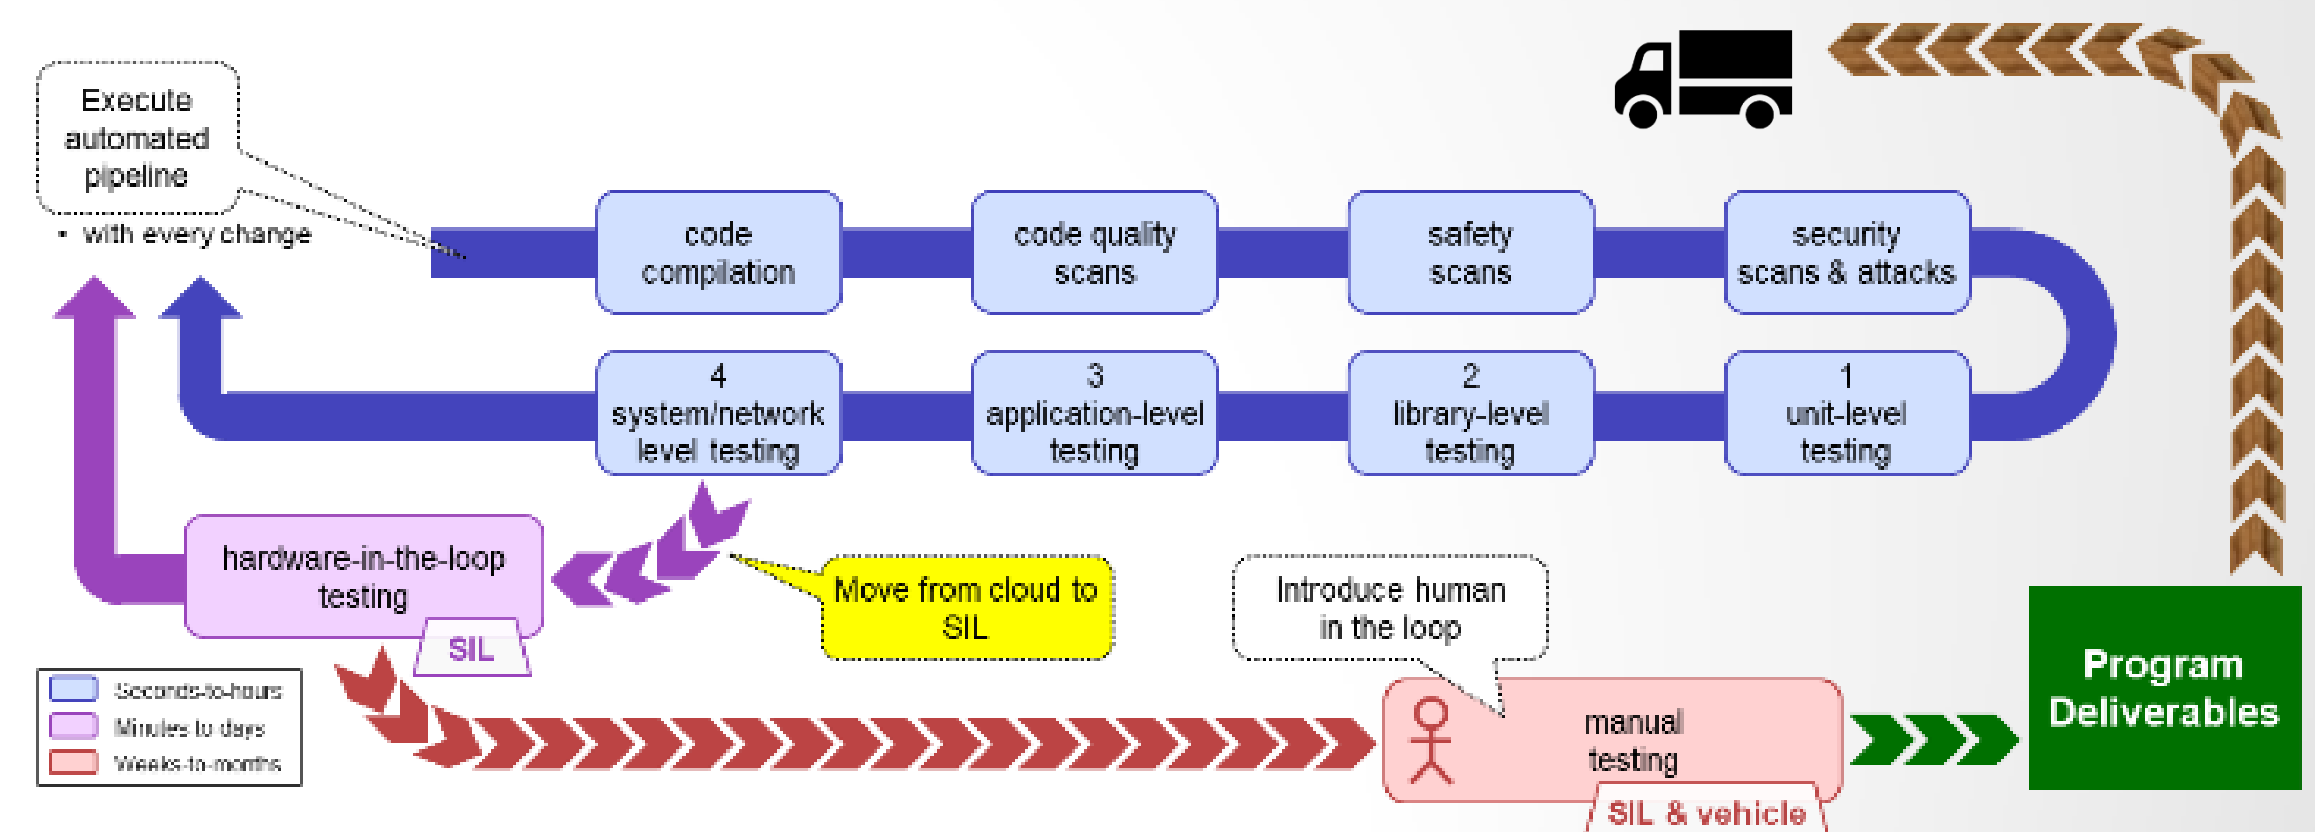 Execute
automated
pipeline
• with every change
code
compilation
code quality
scans
safety
scans
security
scans & attacks
4
system/network
level testing
3
application-level
testing
2
library-level
testing
1
unit-level
testing
hardware-in-the-loop
testing
SIL
Move from cloud to
SIL
Introduce human
in the loop
Seconds-to-hours
Minutes-to-days
Weeks-to-months
manual
testing
SIL & vehicle
Program
Deliverables